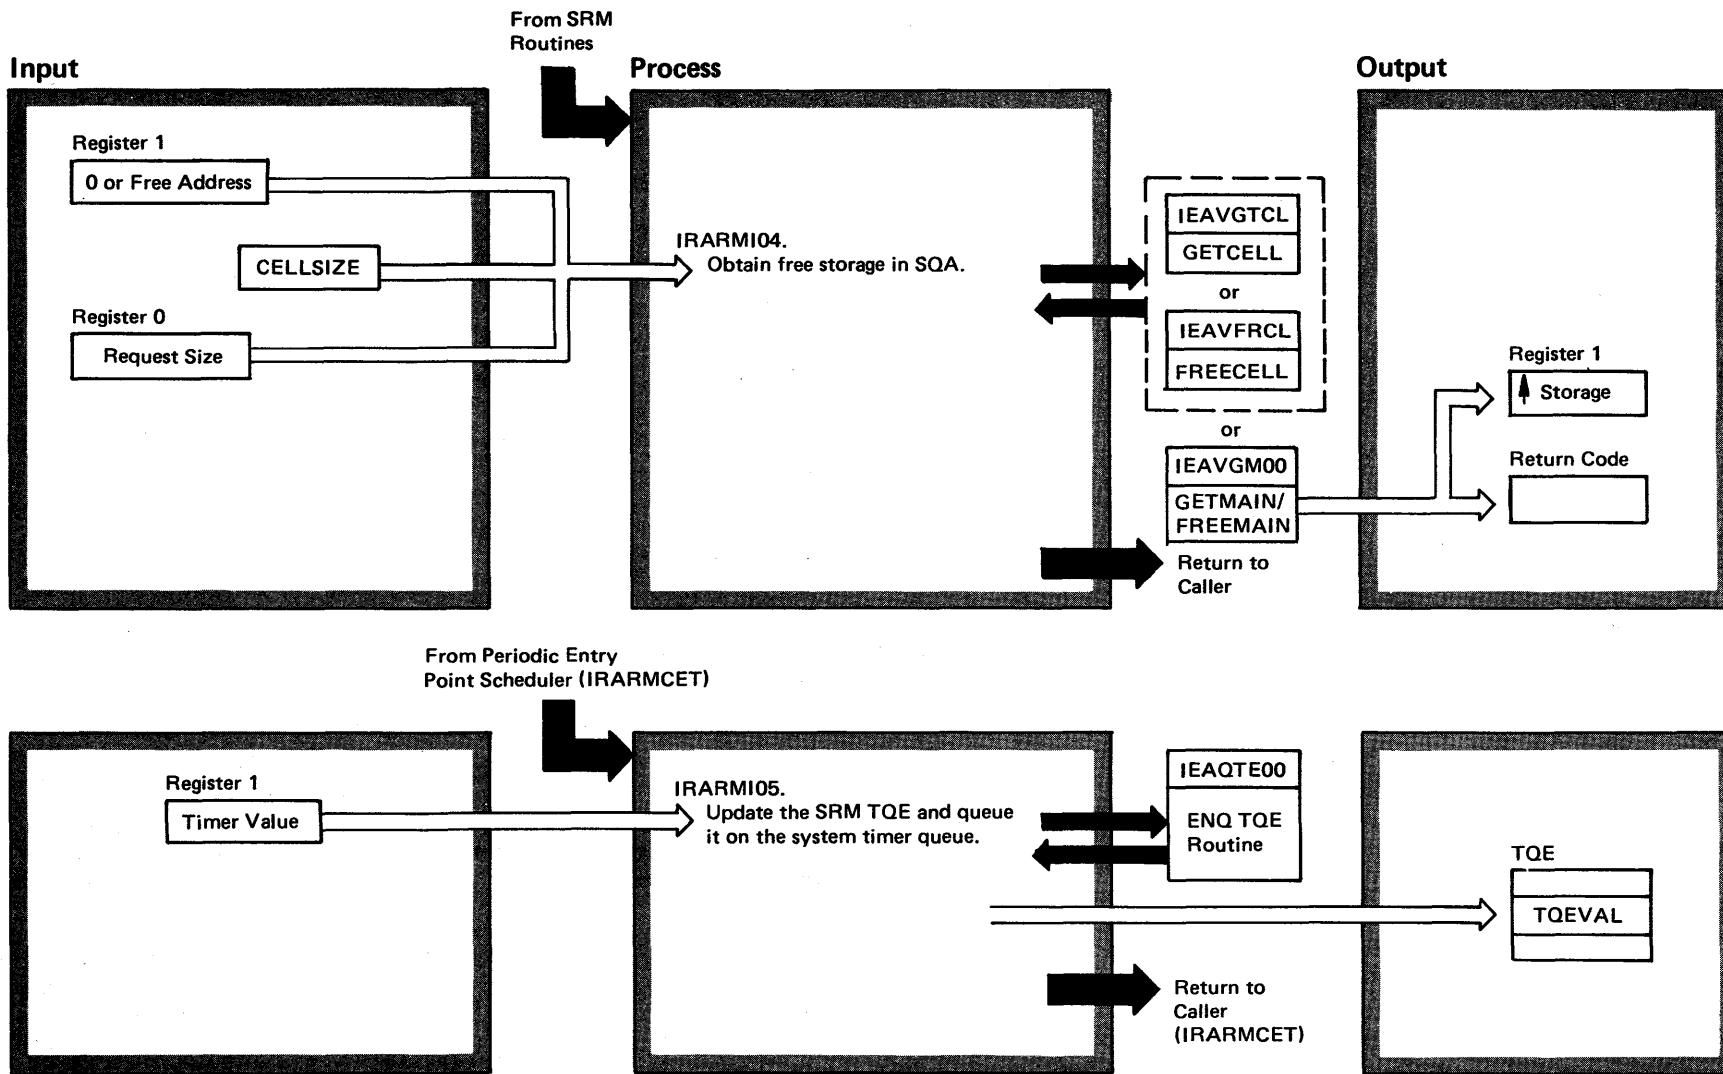 From SRM
Routines
Input
Process
Output
Register 1
0 or Free Address
CELLSIZE
Register 0
Request Size
IRARMI04.
Obtain free storage in SQA.
IEAVGTCL
GETCELL
or
IEAVFRCL
FREECELL
or
IEAVGM00
GETMAIN/
FREEMAIN
Return to
Caller
Register 1
Storage
Return Code
From Periodic Entry
Point Scheduler (IRARMCET)
Register 1
Timer Value
IRARMI05.
Update the SRM TQE and queue
it on the system timer queue.
IEAQTE00
ENQ TQE
Routine
TQE
TQEVAL
Return to
Caller
(IRARMCET)